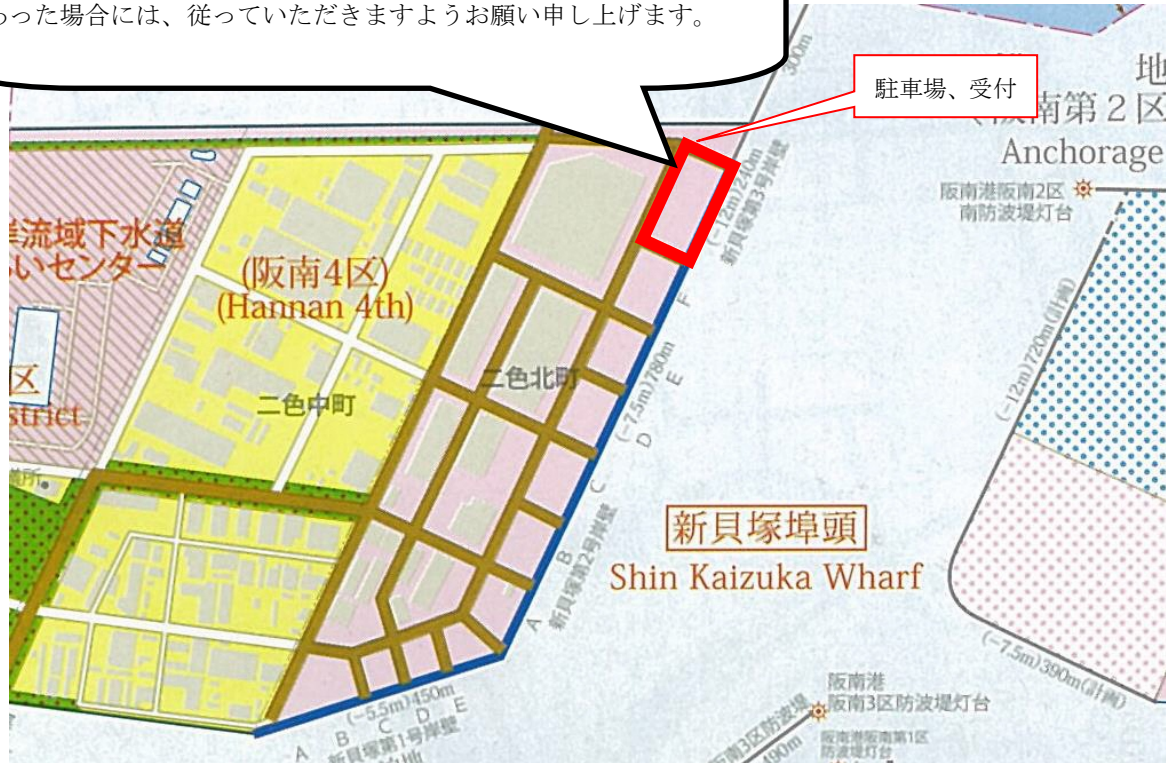 った場合には、従っていただきますようお願い申し上げます。
駐車場、受付
300m
地
南第2区
Anchorage
阪南港阪南2区
南防波堤灯台
(-12m)240m
新貝塚第3号岸壁
流域下水道
いセンター
(阪南4区)
(Hannan 4th)
区
strict
二色中町
二色北町
F
E
D
C
B
A
(-7.5m)780m
新貝塚第2号岸壁
(-12m)720m(計画)
新貝塚埠頭
Shin Kaizuka Wharf
(-7.5m)390m(計画)
(-5.5m)450m
A B C D E
新貝塚第1号岸壁
阪南港
阪南3区防波堤灯台
南3区防波堤
490m
阪南港阪南第1区
防波堤灯台